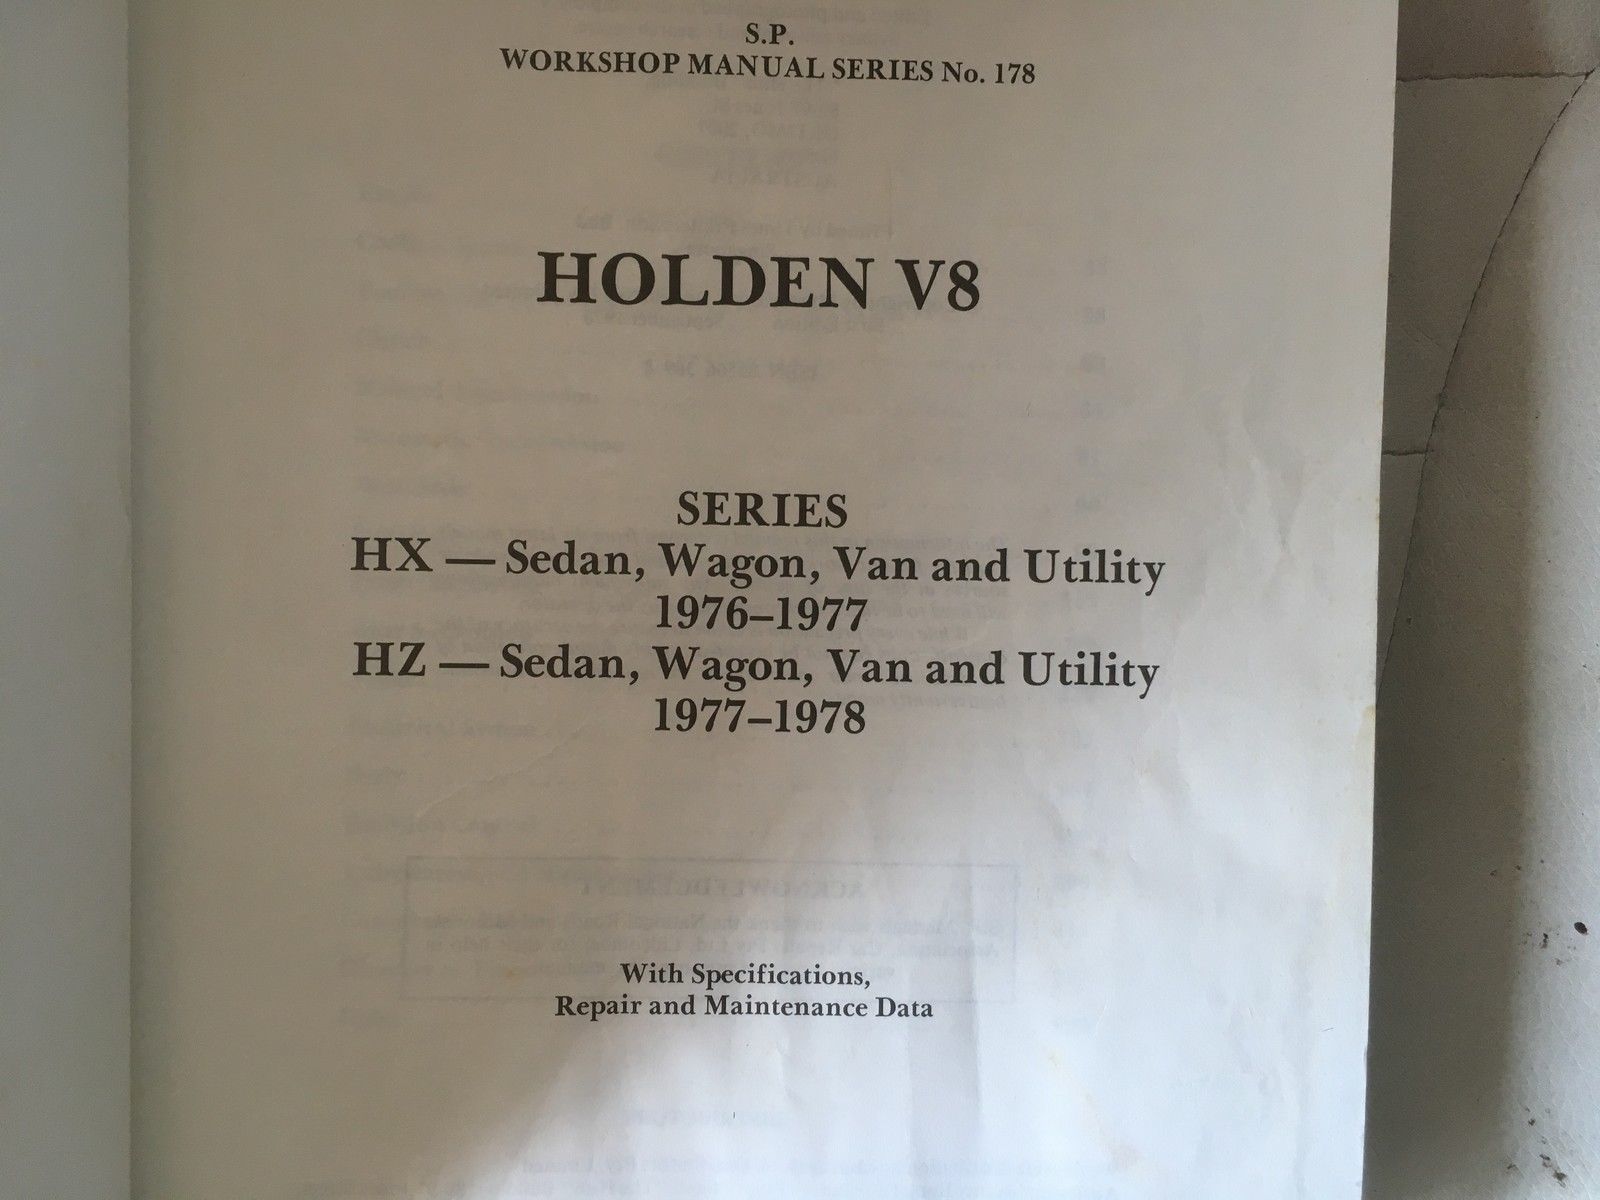 S.P.
WORKSHOP MANUAL SERIES No. 178
HOLDEN V8
SERIES
HX — Sedan, Wagon, Van and Utility
1976–1977
HZ — Sedan, Wagon, Van and Utility
1977–1978
With Specifications,
Repair and Maintenance Data